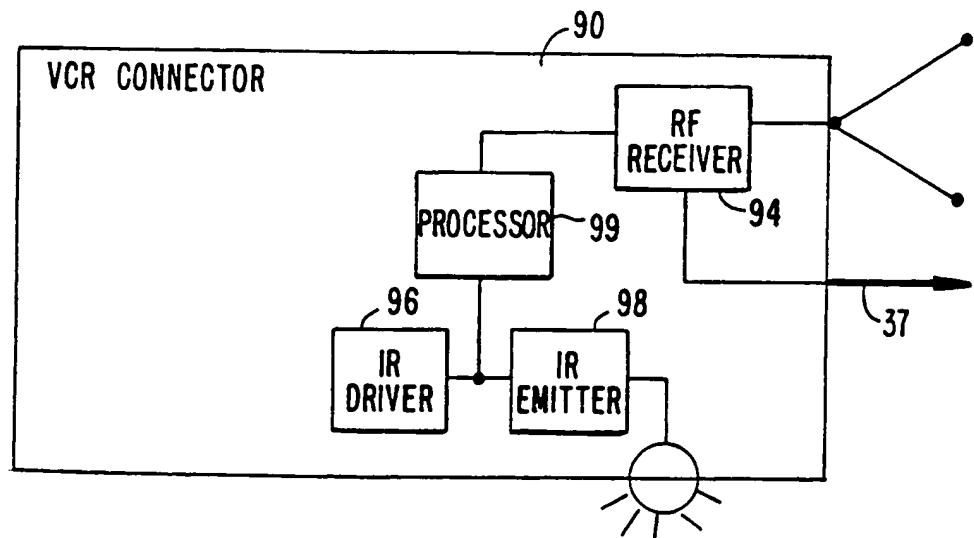 90
VCR CONNECTOR
RF
RECEIVER
94
PROCESSOR
99
37
96
98
IR
DRIVER
IR
EMITTER